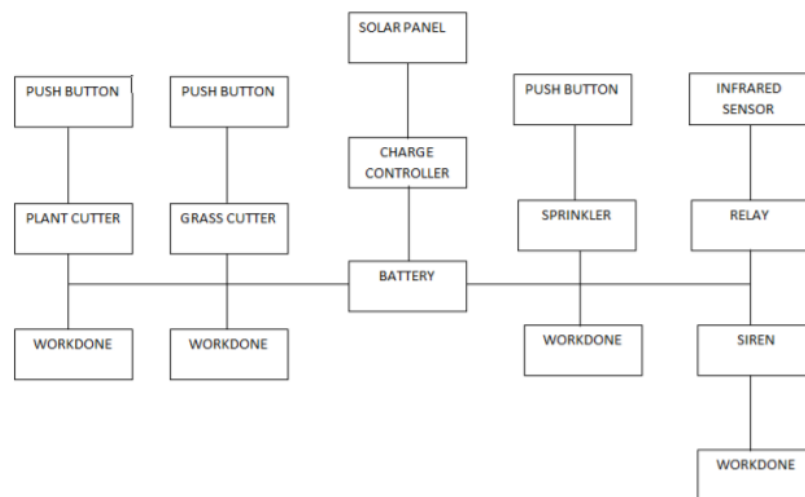 SOLAR PANEL
PUSH BUTTON
PUSH BUTTON
PUSH BUTTON
INFRARED
SENSOR
CHARGE
CONTROLLER
PLANT CUTTER
GRASS CUTTER
SPRINKLER
RELAY
BATTERY
WORKDONE
WORKDONE
WORKDONE
SIREN
WORKDONE